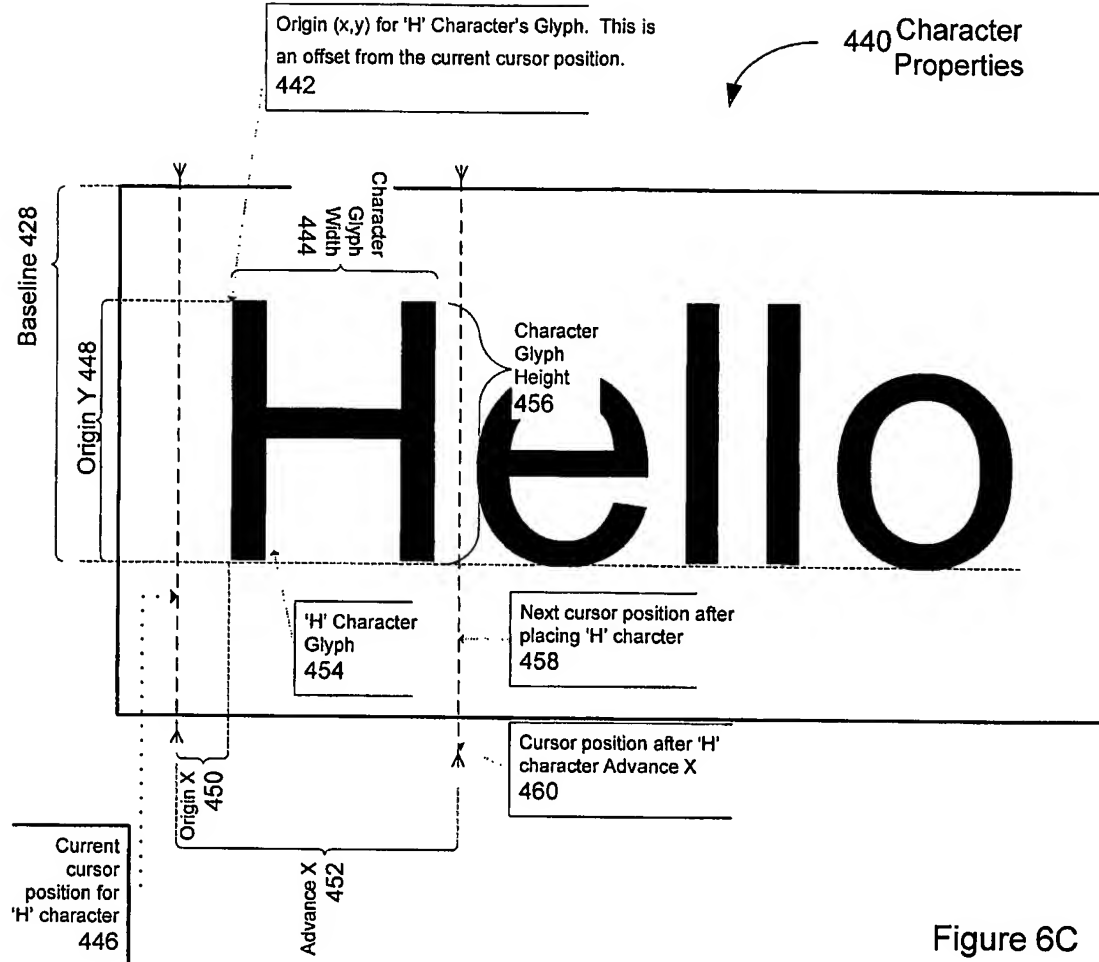 Origin (x,y) for 'H' Character's Glyph. This is
an offset from the current cursor position.
442
440 Character
Properties
Baseline 428
Origin Y 448
Character
Glyph
Width
444
Character
Glyph
Height
456
Hello
'H' Character
Glyph
454
Next cursor position after
placing 'H' charcter
458
Cursor position after 'H'
character Advance X
460
Origin X
450
Advance X
452
Current
cursor
position for
'H' character
446
Figure 6C